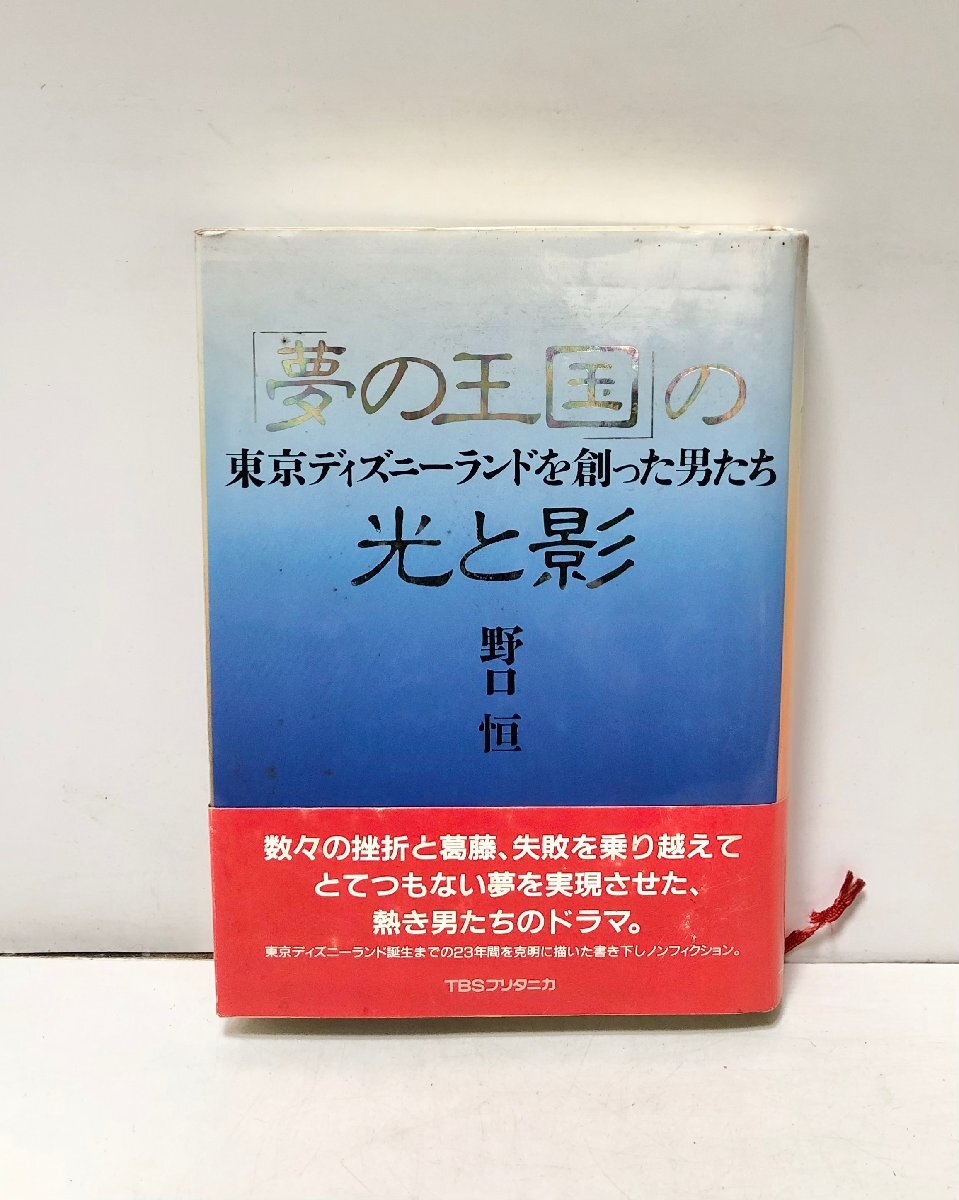 「夢の王国」の
東京ディズニーランドを創った男たち
光と影
野口 恒
数々の挫折と葛藤、失敗を乗り越えて
とてつもない夢を実現させた、
熱き男たちのドラマ。
東京ディズニーランド誕生までの23年間を克明に描いた書き下しノンフィクション。
TBSブリタニカ